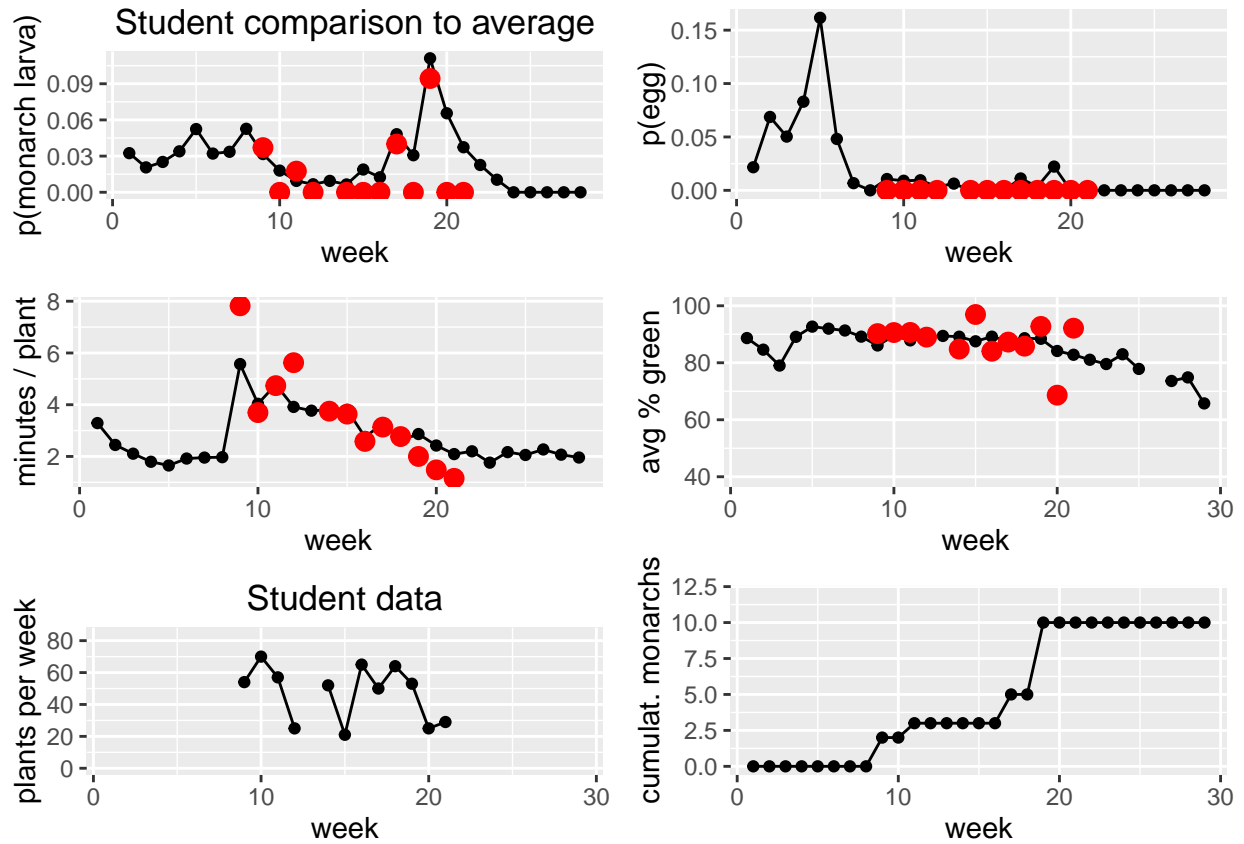 Student comparison to average
p(monarch larva)
0.09
0.06
0.03
0.00
0 10 20
week
p(egg)
0.15
0.10
0.05
0.00
0 10 20
week
minutes / plant
8
6
4
2
0 10 20
week
avg % green
100
80
60
40
0 10 20 30
week
Student data
plants per week
80
60
40
20
0
0 10 20 30
week
cumulat. monarchs
12.5
10.0
7.5
5.0
2.5
0.0
0 10 20 30
week